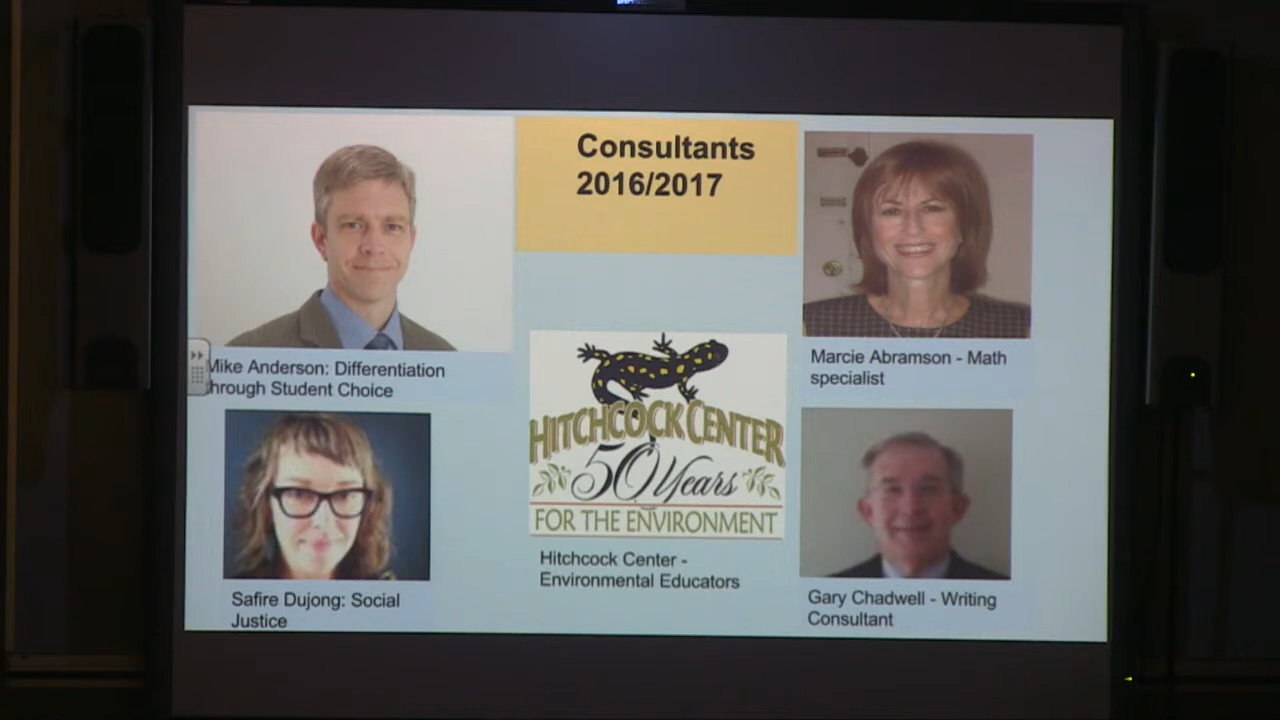 Consultants
2016/2017
Mike Anderson: Differentiation
through Student Choice
Marcie Abramson - Math
specialist
HITCHCOCK CENTER
50 Years
FOR THE ENVIRONMENT
Hitchcock Center -
Environmental Educators
Safire Dujong: Social
Justice
Gary Chadwell - Writing
Consultant